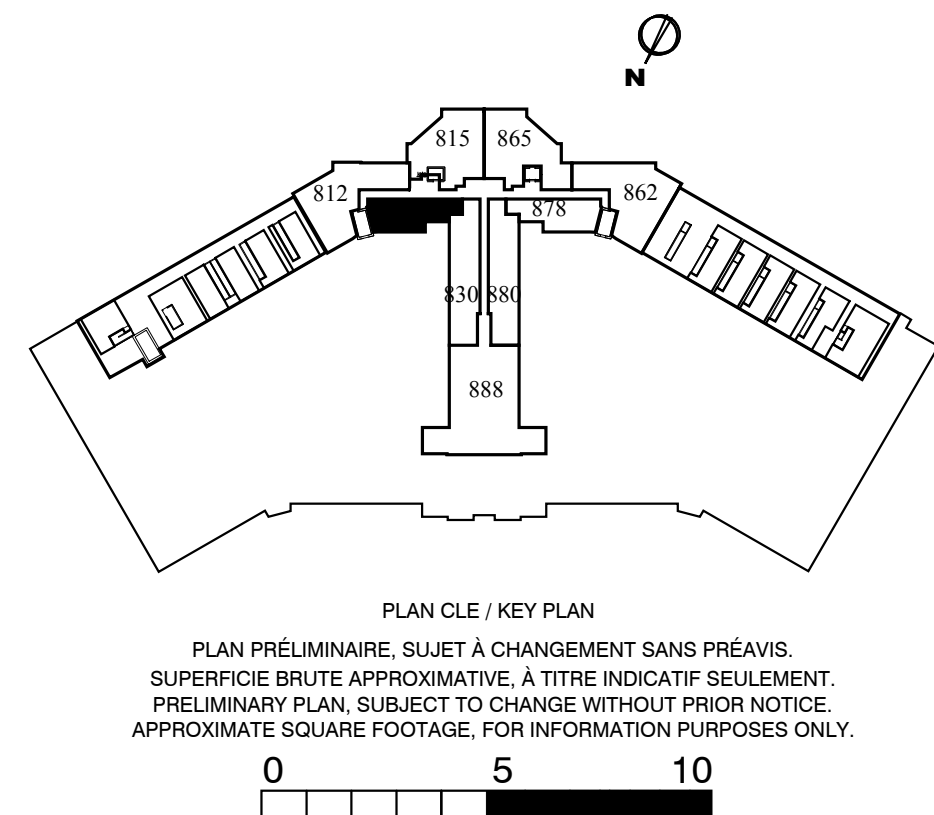 N
815 865
812 862
878
830 880
888
PLAN CLE / KEY PLAN
PLAN PRÉLIMINAIRE, SUJET À CHANGEMENT SANS PRÉAVIS.
SUPERFICIE BRUTE APPROXIMATIVE, À TITRE INDICATIF SEULEMENT.
PRELIMINARY PLAN, SUBJECT TO CHANGE WITHOUT PRIOR NOTICE.
APPROXIMATE SQUARE FOOTAGE, FOR INFORMATION PURPOSES ONLY.
0 5 10